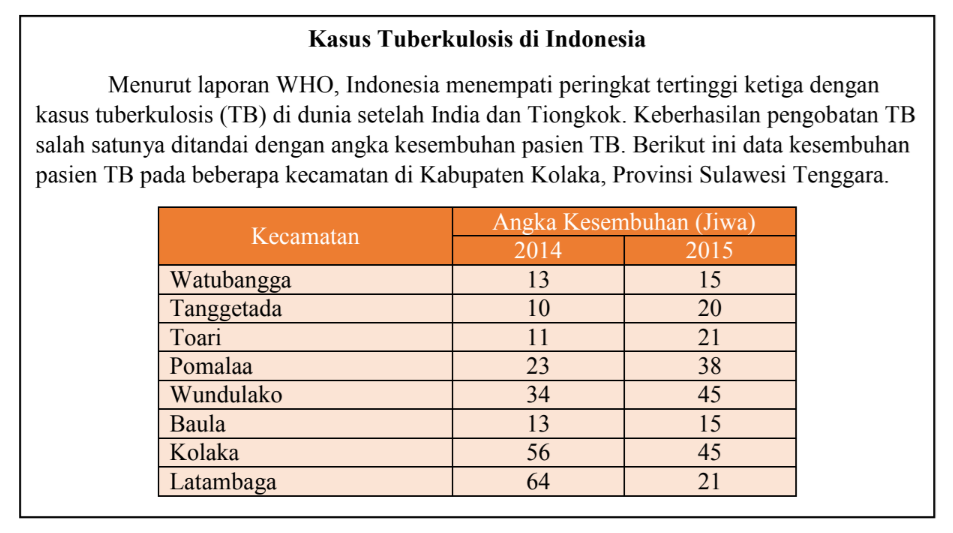 Kasus Tuberkulosis di Indonesia
Menurut laporan WHO, Indonesia menempati peringkat tertinggi ketiga dengan
kasus tuberkulosis (TB) di dunia setelah India dan Tiongkok. Keberhasilan pengobatan TB
salah satunya ditandai dengan angka kesembuhan pasien TB. Berikut ini data kesembuhan
pasien TB pada beberapa kecamatan di Kabupaten Kolaka, Provinsi Sulawesi Tenggara.
Kecamatan Angka Kesembuhan (Jiwa)
2014 2015
Watubangga 13 15
Tanggetada 10 20
Toari 11 21
Pomalaa 23 38
Wundulako 34 45
Baula 13 15
Kolaka 56 45
Latambaga 64 21